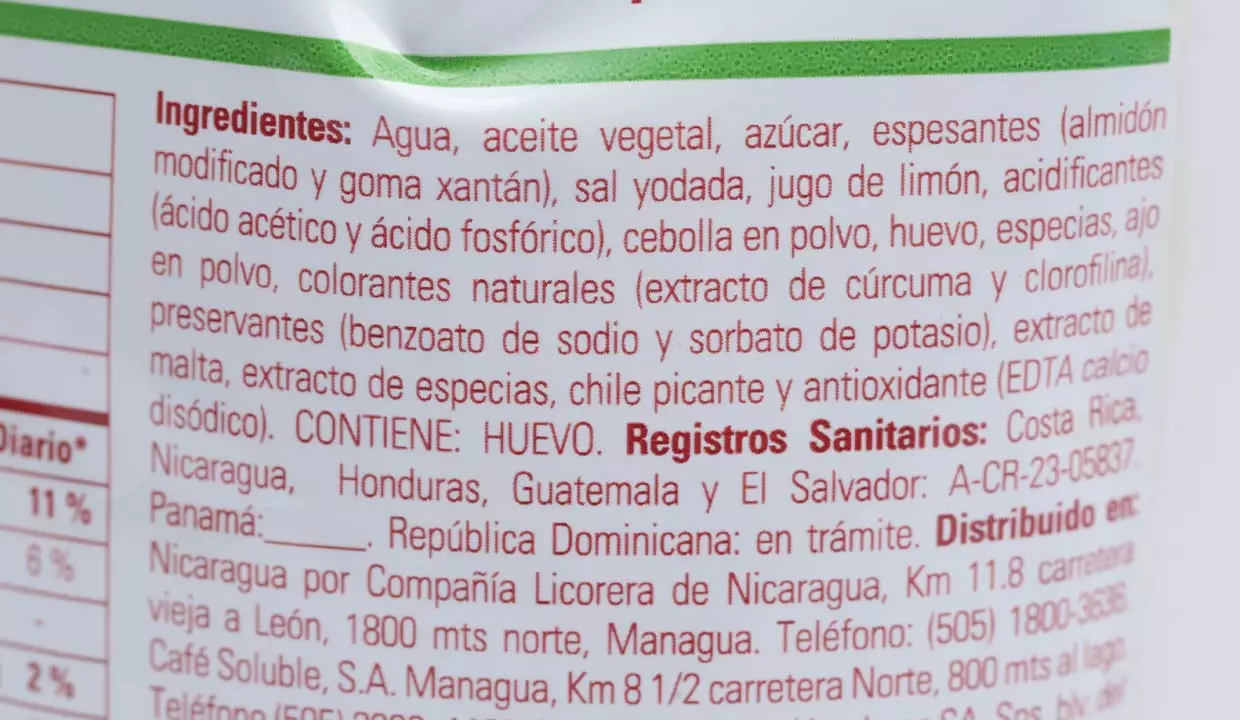 Diario*
11 %
6 %
-
2 %
Ingredientes: Agua, aceite vegetal, azúcar, espesantes (almidón
modificado y goma xantán), sal yodada, jugo de limón, acidificantes
(ácido acético y ácido fosfórico), cebolla en polvo, huevo, especias, ajo
en polvo, colorantes naturales (extracto de cúrcuma y clorofilina),
preservantes (benzoato de sodio y sorbato de potasio), extracto de
malta, extracto de especias, chile picante y antioxidante (EDTA calcio
disódico). CONTIENE: HUEVO. Registros Sanitarios: Costa Rica,
Nicaragua, Honduras, Guatemala y El Salvador: A-CR-23-05837.
Panamá:______. República Dominicana: en trámite. Distribuido en:
Nicaragua por Compañía Licorera de Nicaragua, Km 11.8 carretera
vieja a León, 1800 mts norte, Managua. Teléfono: (505) 1800-3636.
Café Soluble, S.A. Managua, Km 8 1/2 carretera Norte, 800 mts al lago.
Teléfono (505)